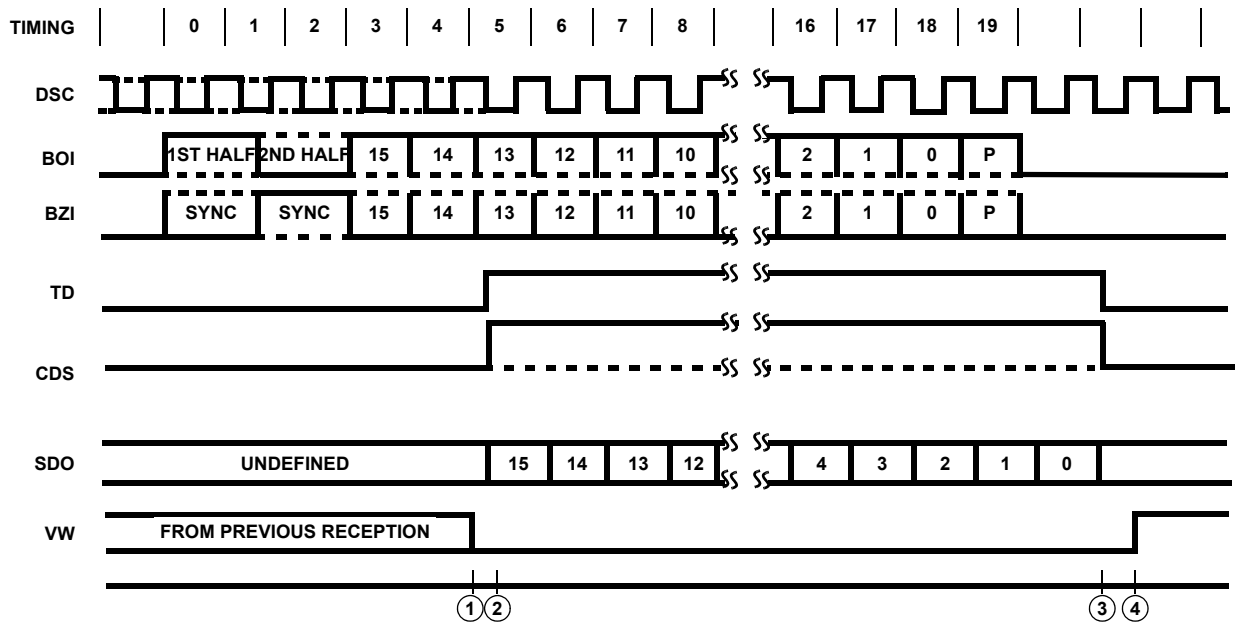 TIMING 0 1 2 3 4 5 6 7 8 16 17 18 19
DSC
BOI 1ST HALF 2ND HALF 15 14 13 12 11 10 2 1 0 P
BZI SYNC SYNC 15 14 13 12 11 10 2 1 0 P
TD
CDS
SDO UNDEFINED 15 14 13 12 4 3 2 1 0
VW FROM PREVIOUS RECEPTION
1 2 3 4